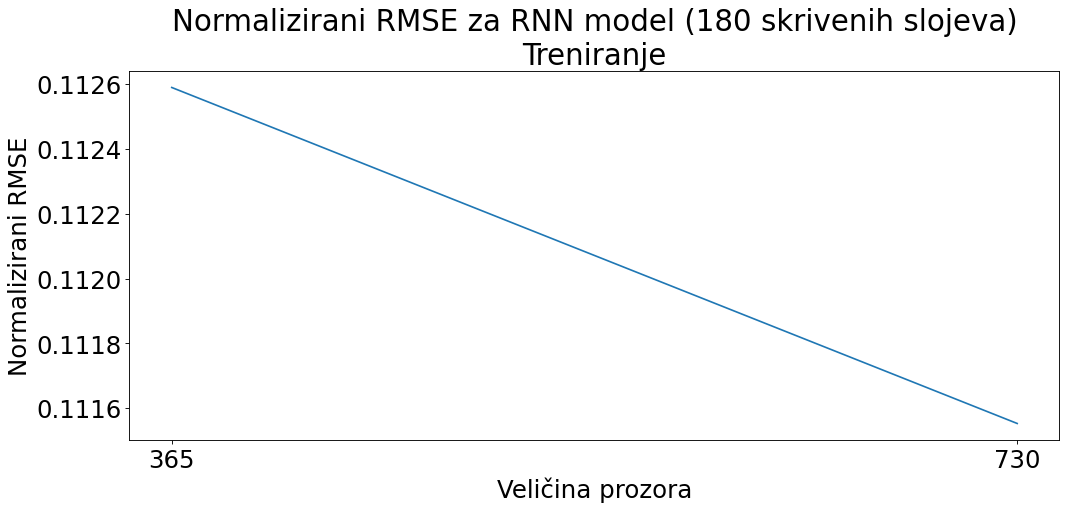 Normalizirani RMSE za RNN model (180 skrivenih slojeva)
Treniranje
Normalizirani RMSE
0.1126
0.1124
0.1122
0.1120
0.1118
0.1116
365
730
Veličina prozora